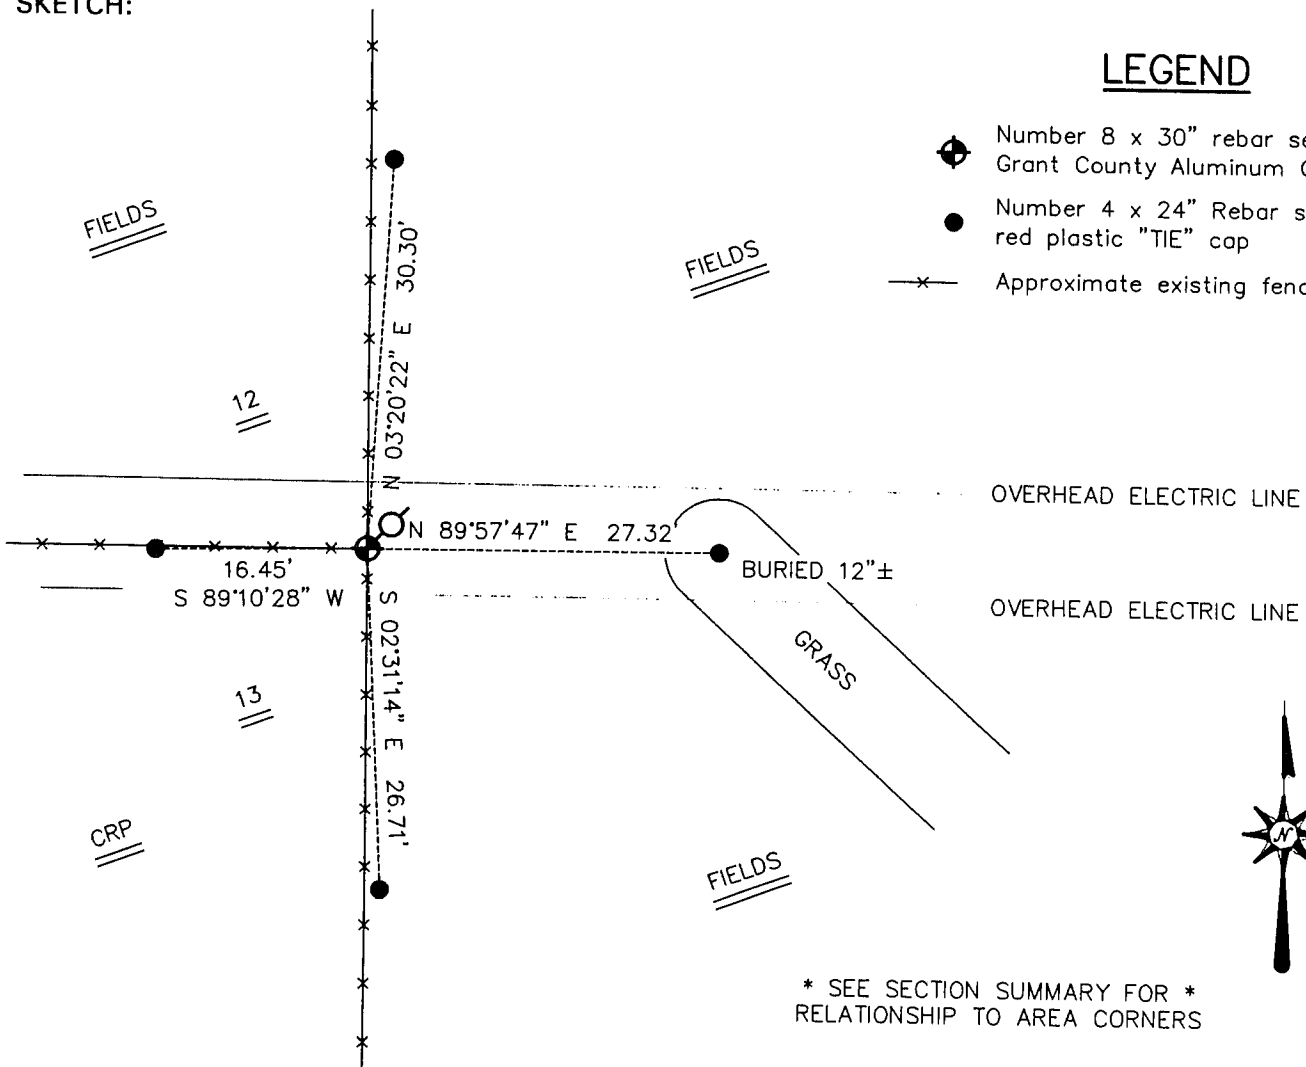 SKETCH:
LEGEND
Number 8 x 30" rebar se
Grant County Aluminum
Number 4 x 24" Rebar s
red plastic "TIE" cap
Approximate existing fenc
FIELDS
FIELDS
N 03°20'22" E 30.30'
12
OVERHEAD ELECTRIC LINE
N 89°57'47" E 27.32'
16.45'
S 89°10'28" W
BURIED 12"±
OVERHEAD ELECTRIC LINE
S 02°31'14" E 26.71'
GRASS
13
CRP
FIELDS
N
* SEE SECTION SUMMARY FOR *
RELATIONSHIP TO AREA CORNERS